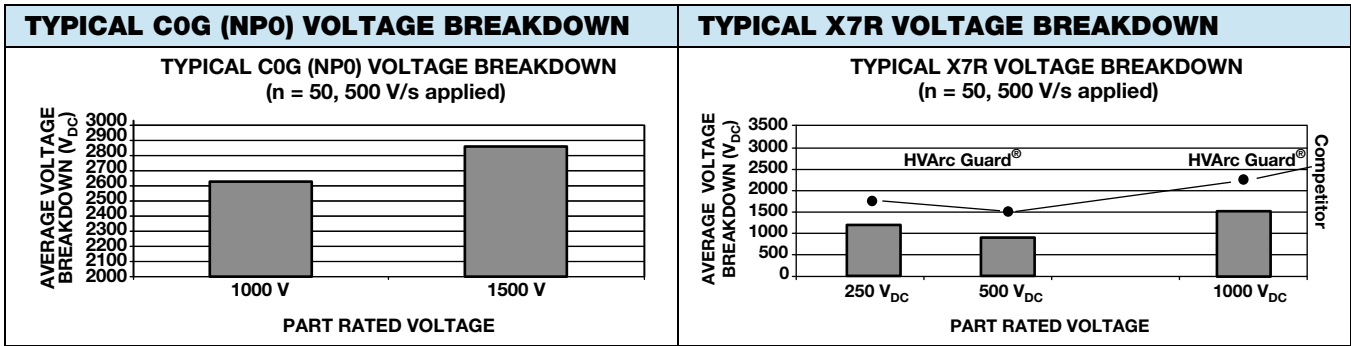 TYPICAL C0G (NP0) VOLTAGE BREAKDOWN
TYPICAL C0G (NP0) VOLTAGE BREAKDOWN
(n = 50, 500 V/s applied)
AVERAGE VOLTAGE
BREAKDOWN (VDC)
3000
2900
2800
2700
2600
2500
2400
2300
2200
2100
2000
1000 V
1500 V
PART RATED VOLTAGE
TYPICAL X7R VOLTAGE BREAKDOWN
TYPICAL X7R VOLTAGE BREAKDOWN
(n = 50, 500 V/s applied)
AVERAGE VOLTAGE
BREAKDOWN (VDC)
3500
3000
2500
2000
1500
1000
500
0
HVArc Guard®
HVArc Guard®
Competitor
250 VDC
500 VDC
1000 VDC
PART RATED VOLTAGE